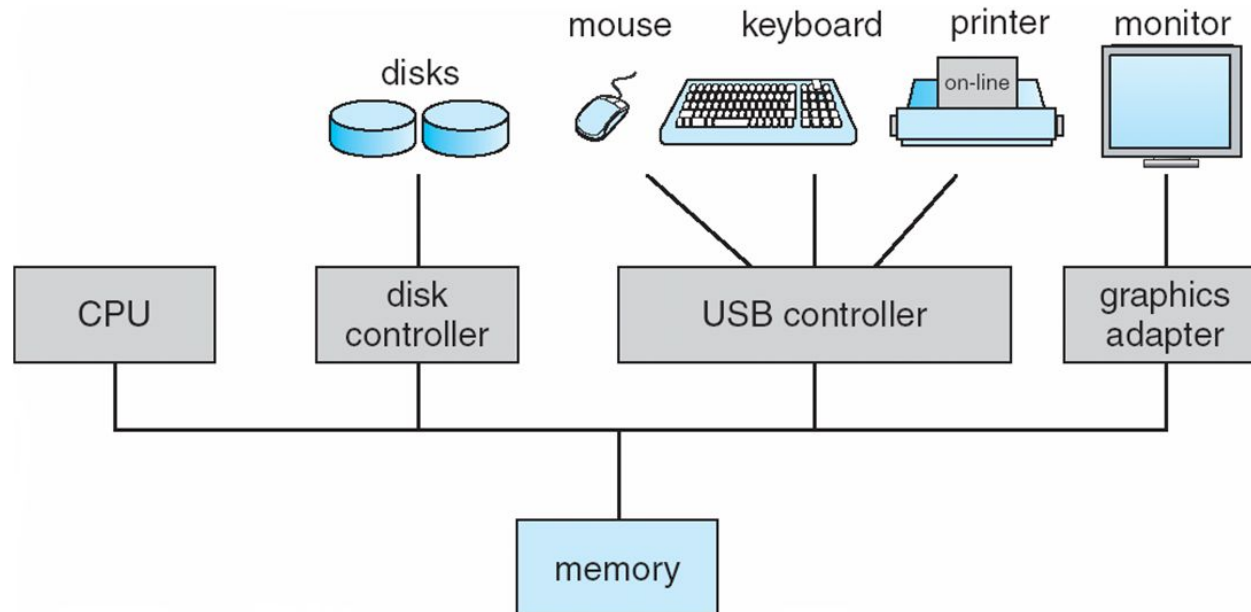 mouse
keyboard
printer
monitor
disks
on-line
CPU
disk
controller
USB controller
graphics
adapter
memory